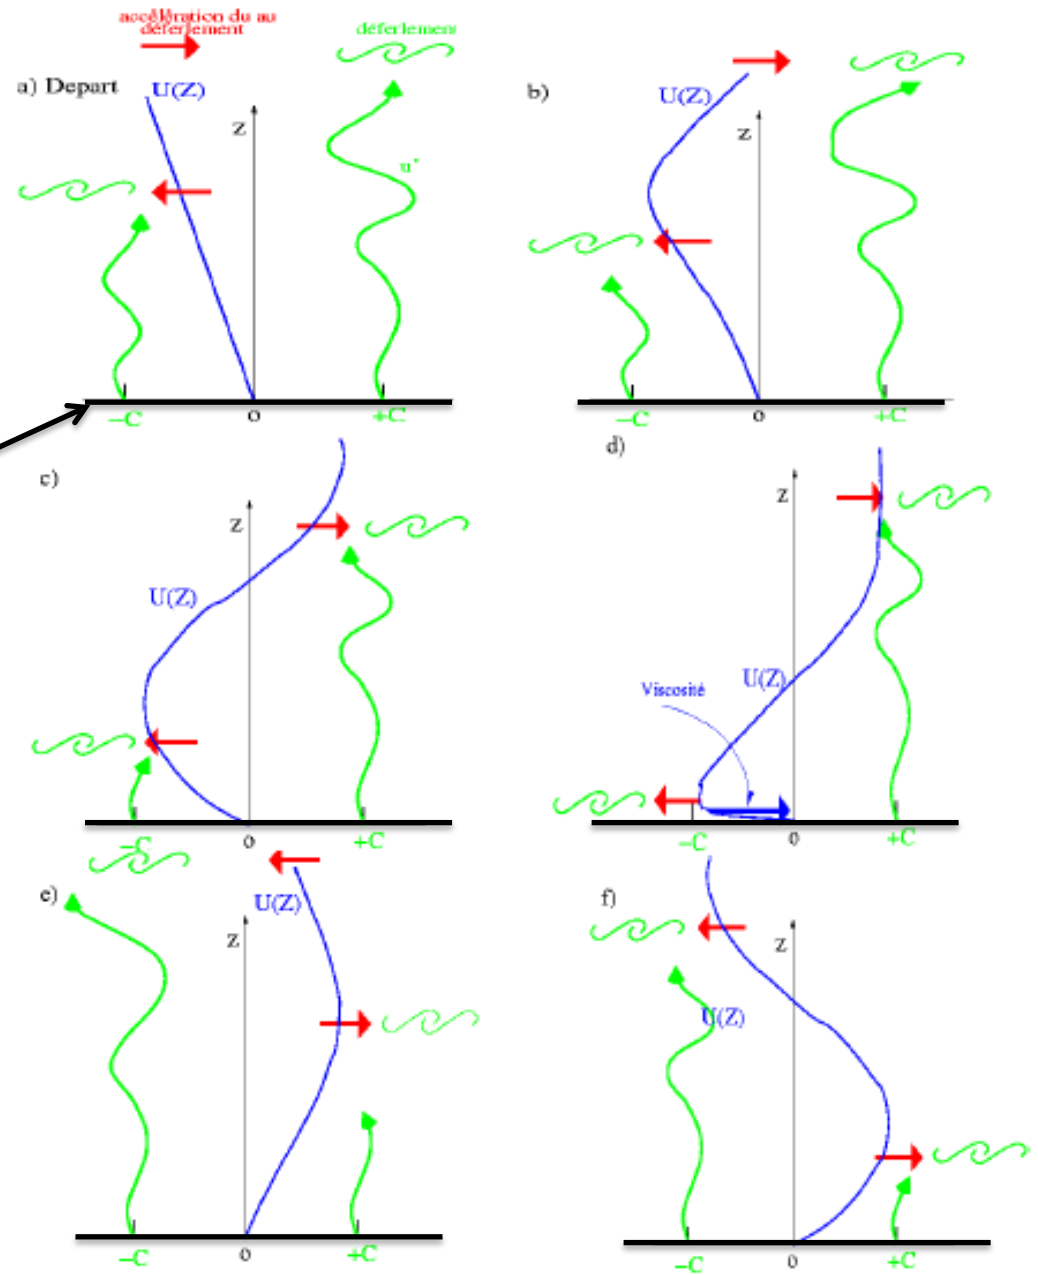 accélération du au
déferlement
déferlement
a) Depart
U(Z)
Z
u'
-C
0
+C
b)
U(Z)
Z
-C
0
+C
c)
Z
U(Z)
-C
0
+C
d)
Z
U(Z)
Viscosité
-C
0
+C
e)
U(Z)
Z
-C
0
+C
f)
Z
U(Z)
-C
0
+C